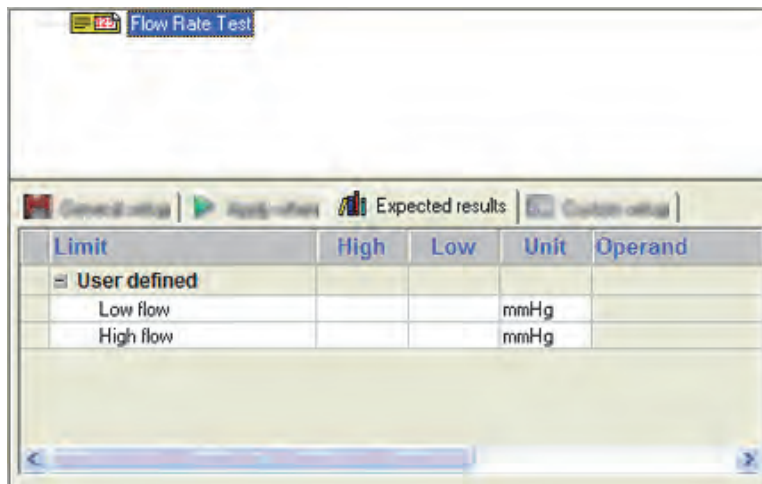 Flow Rate Test
Expected results
Limit High Low Unit Operand
User defined
Low flow mmHg
High flow mmHg